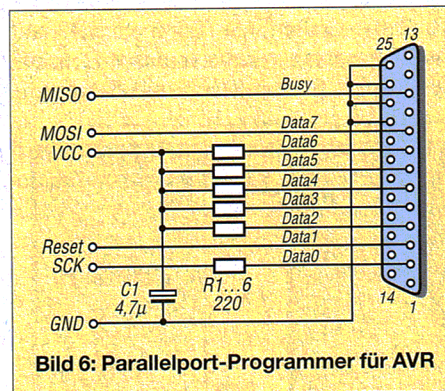 25 13
MISO Busy
MOSI Data7
VCC Data6
Data5
Data4
Data3
Data2
Reset Data1
SCK Data0
C1 R1...6
4,7µ 220
14 1
GND
Bild 6: Parallelport-Programmer für AVR